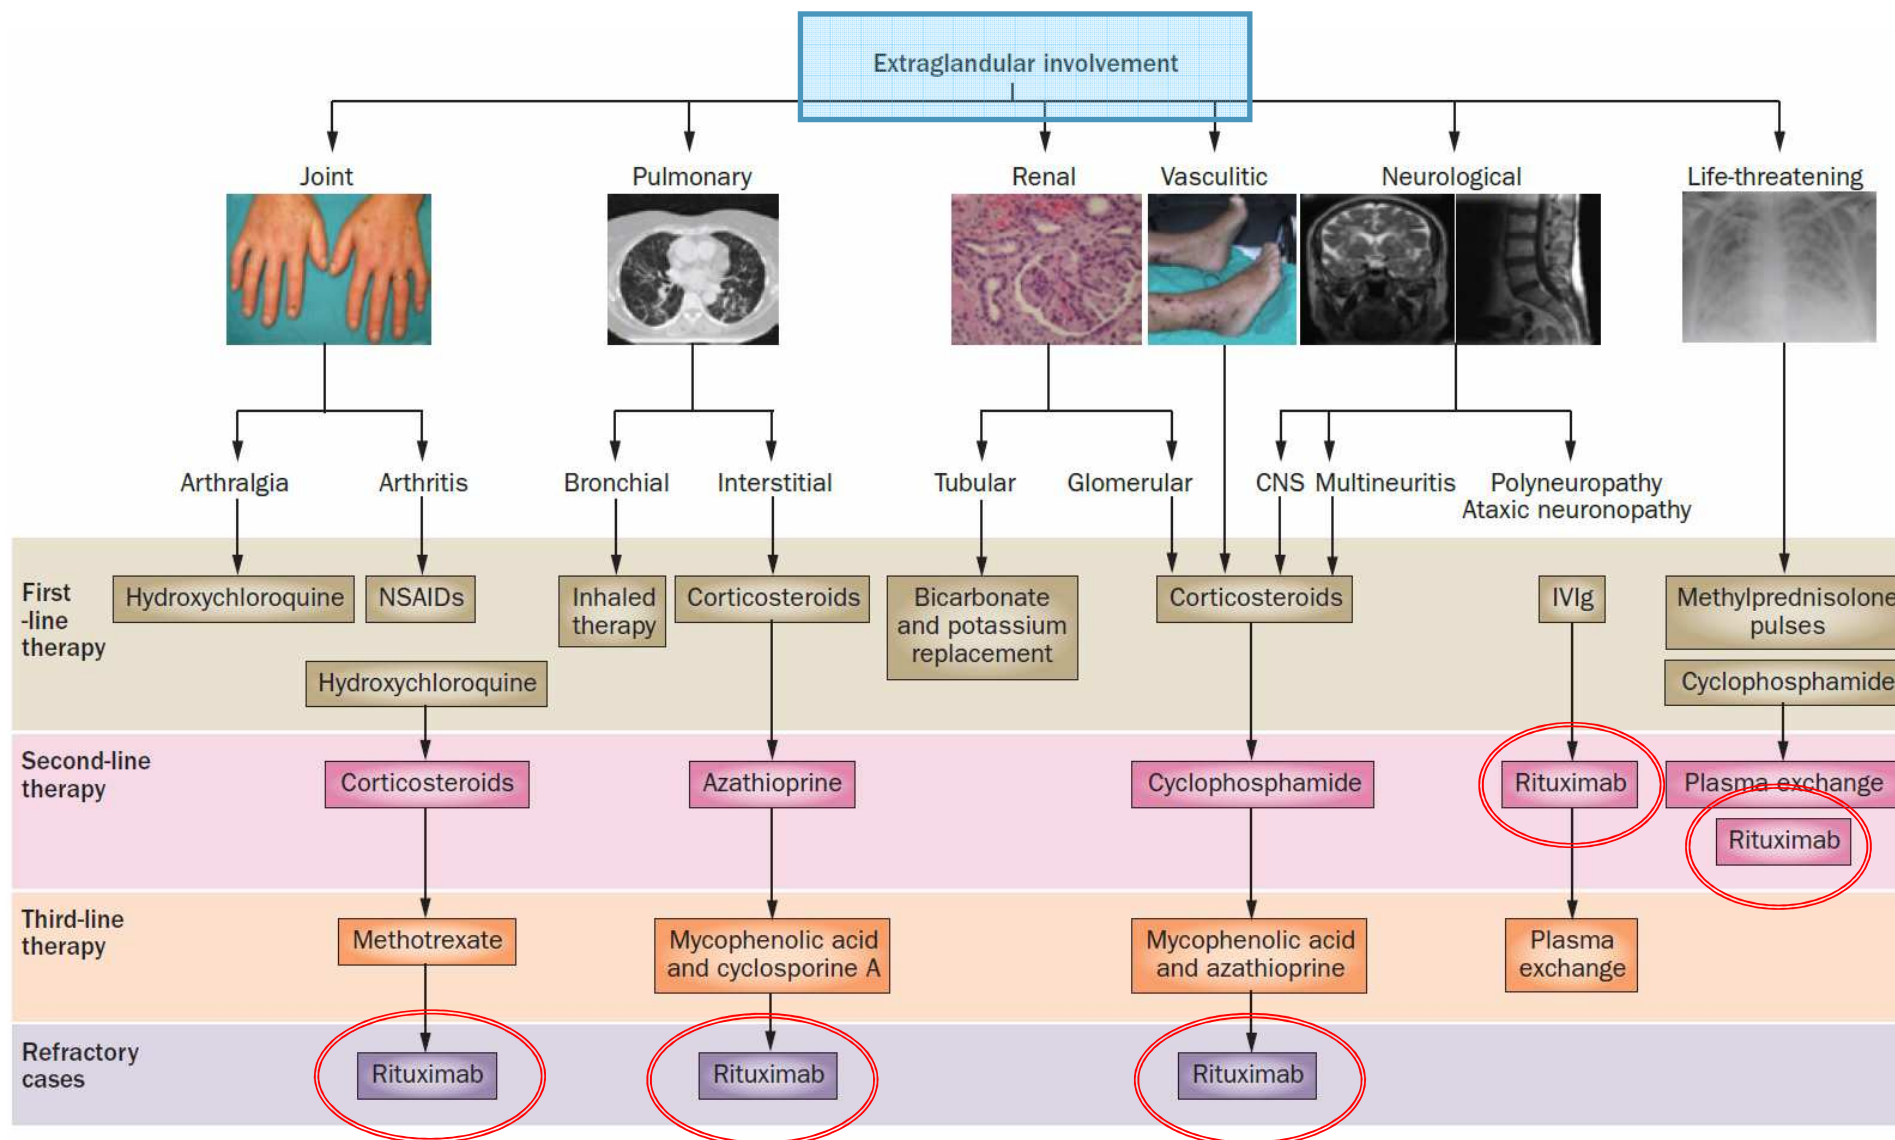 Extraglandular involvement
Joint
Pulmonary
Renal
Vasculitic
Neurological
Life-threatening
Arthralgia
Arthritis
Bronchial
Interstitial
Tubular
Glomerular
CNS
Multineuritis
Polyneuropathy
Ataxic neuronopathy
First
-line
therapy
Hydroxychloroquine
NSAIDs
Hydroxychloroquine
Inhaled
therapy
Corticosteroids
Bicarbonate
and potassium
replacement
Corticosteroids
IVIg
Methylprednisolone
pulses
Cyclophosphamide
Second-line
therapy
Corticosteroids
Azathioprine
Cyclophosphamide
Rituximab
Plasma exchange
Rituximab
Third-line
therapy
Methotrexate
Mycophenolic acid
and cyclosporine A
Mycophenolic acid
and azathioprine
Plasma
exchange
Refractory
cases
Rituximab
Rituximab
Rituximab